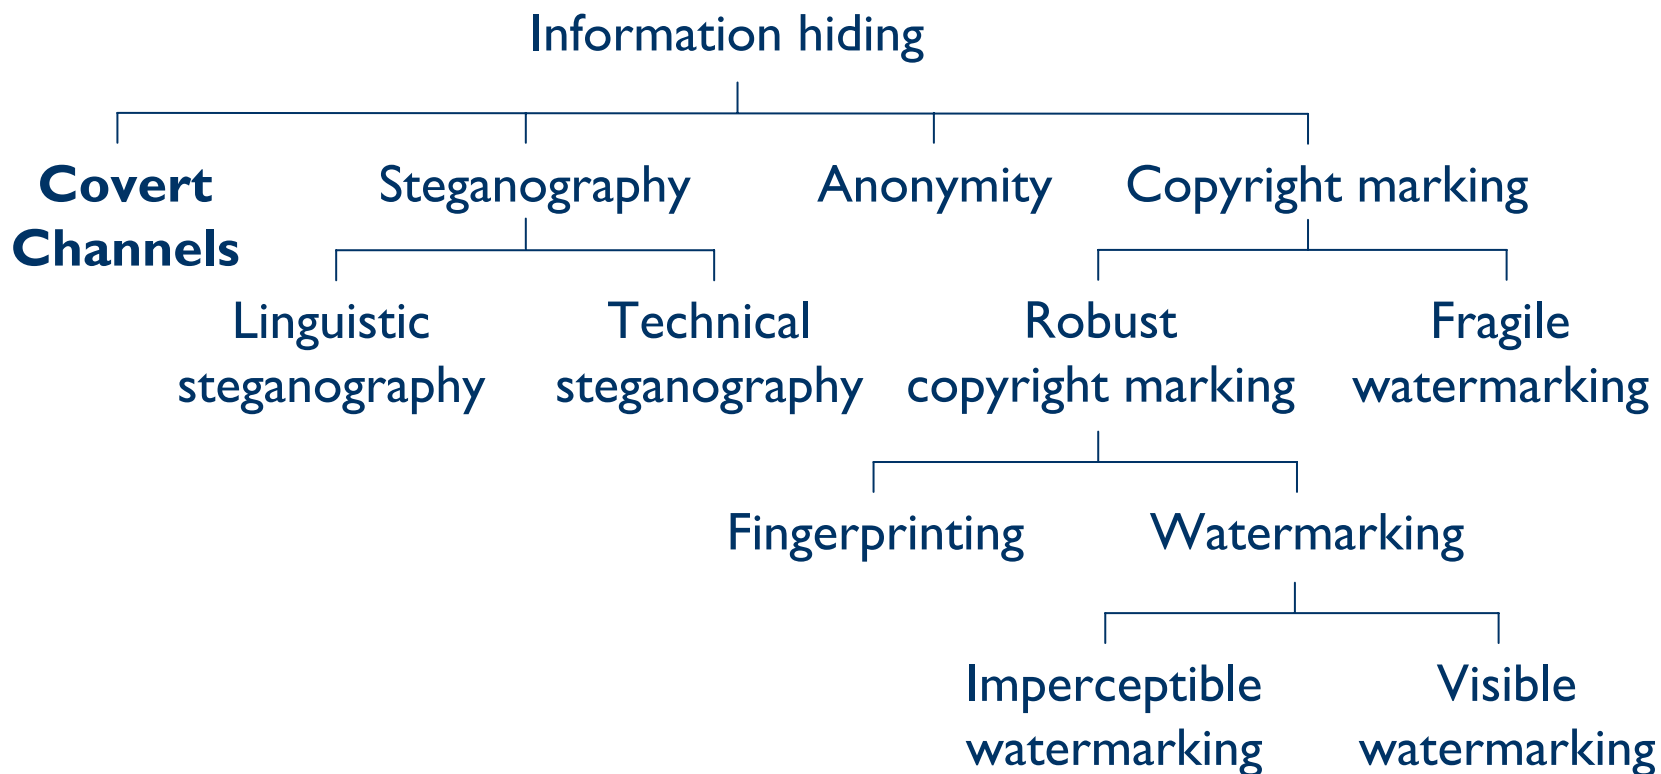 Information hiding
Covert
Channels
Steganography
Anonymity
Copyright marking
Linguistic
steganography
Technical
steganography
Robust
copyright marking
Fragile
watermarking
Fingerprinting
Watermarking
Imperceptible
watermarking
Visible
watermarking